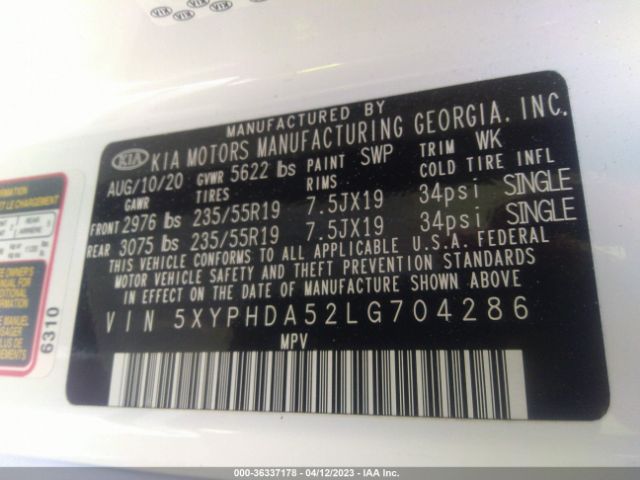 KIA
MANUFACTURED BY
KIA KIA MOTORS MANUFACTURING GEORGIA, INC.
AUG/10/20 GVWR 5622 lbs PAINT SWP TRIM WK
GAWR TIRES RIMS COLD TIRE INFL
FRONT 2976 lbs 235/55R19 7.5JX19 34psi SINGLE
REAR 3075 lbs 235/55R19 7.5JX19 34psi SINGLE
THIS VEHICLE CONFORMS TO ALL APPLICABLE U.S.A. FEDERAL
MOTOR VEHICLE SAFETY AND THEFT PREVENTION STANDARDS
IN EFFECT ON THE DATE OF MANUFACTURE SHOWN ABOVE.
VIN 5XYPHDA52LG704286
MPV
LE CHARGEMENT
6310
000-36337178 - 04/12/2023 - IAA Inc.